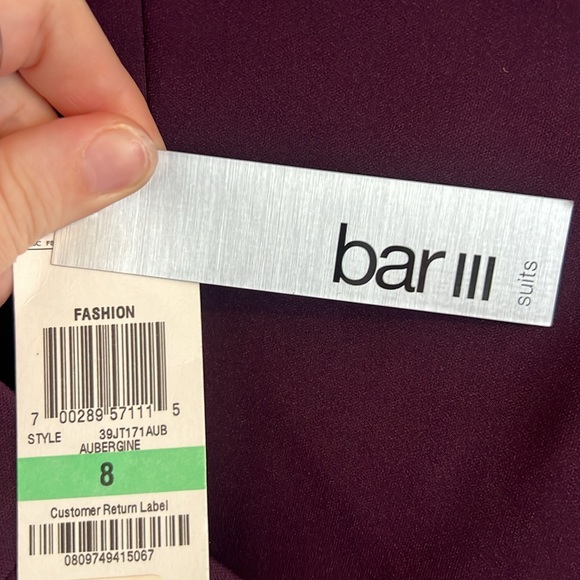 bar III
suits
FASHION
7 00289 57111 5
STYLE 39JT171AUB
AUBERGINE
8
Customer Return Label
0809749415067